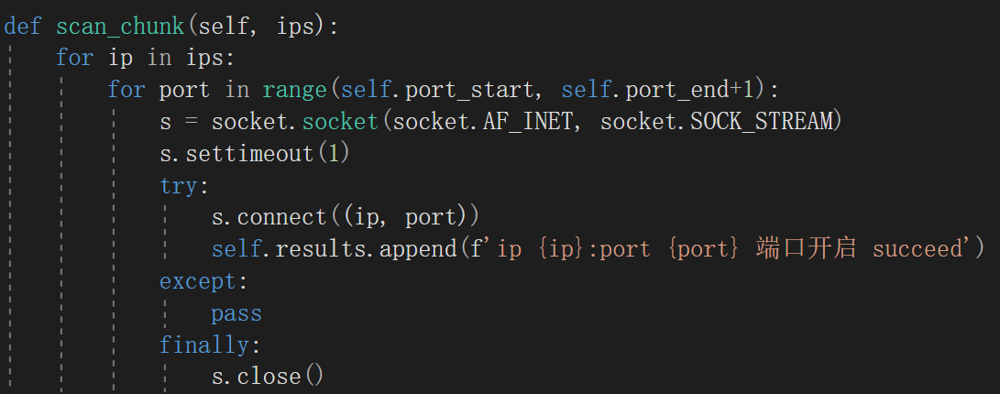 def scan_chunk(self, ips):
    for ip in ips:
        for port in range(self.port_start, self.port_end+1):
            s = socket.socket(socket.AF_INET, socket.SOCK_STREAM)
            s.settimeout(1)
            try:
                s.connect((ip, port))
                self.results.append(f'ip {ip}:port {port} 端口开启 succeed')
            except:
                pass
            finally:
                s.close()